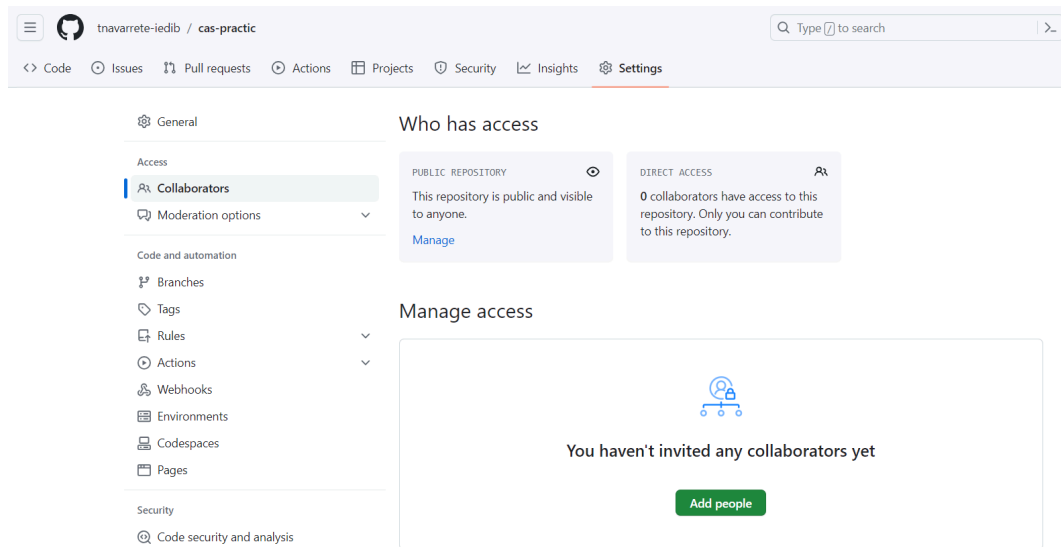 tnavarrete-iedib / cas-practic
Type / to search
Code
Issues
Pull requests
Actions
Projects
Security
Insights
Settings
General
Access
Collaborators
Moderation options
Code and automation
Branches
Tags
Rules
Actions
Webhooks
Environments
Codespaces
Pages
Security
Code security and analysis
Who has access
PUBLIC REPOSITORY
This repository is public and visible
to anyone.
Manage
DIRECT ACCESS
0 collaborators have access to this
repository. Only you can contribute
to this repository.
Manage access
You haven't invited any collaborators yet
Add people